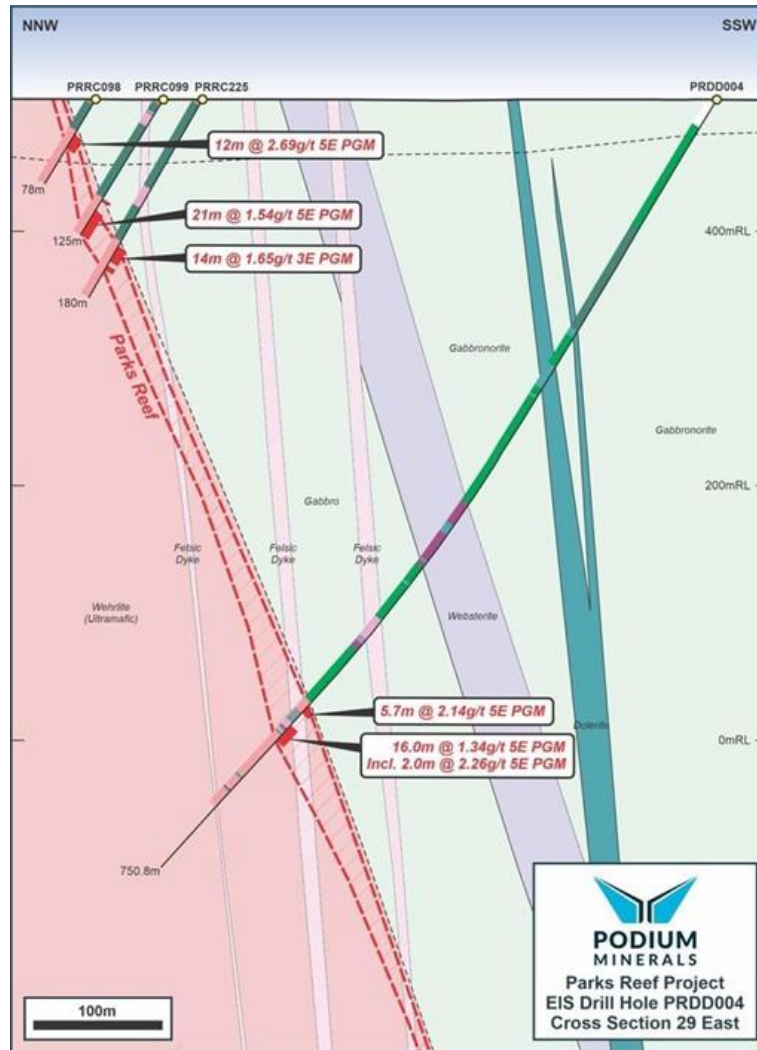 NNW
SSW
PRRC098
PRRC099
PRRC225
PRDD004
12m @ 2.69g/t 5E PGM
78m
21m @ 1.54g/t 5E PGM
125m
400mRL
14m @ 1.65g/t 3E PGM
180m
Parks Reef
Gabbronorite
Gabbronorite
200mRL
Gabbro
Felsic
Dyke
Felsic
Dyke
Felsic
Dyke
Wehrlite
(Ultramafic)
Websterite
5.7m @ 2.14g/t 5E PGM
Dolerite
0mRL
16.0m @ 1.34g/t 5E PGM
Incl. 2.0m @ 2.26g/t 5E PGM
750.8m
100m
PODIUM
MINERALS
Parks Reef Project
EIS Drill Hole PRDD004
Cross Section 29 East